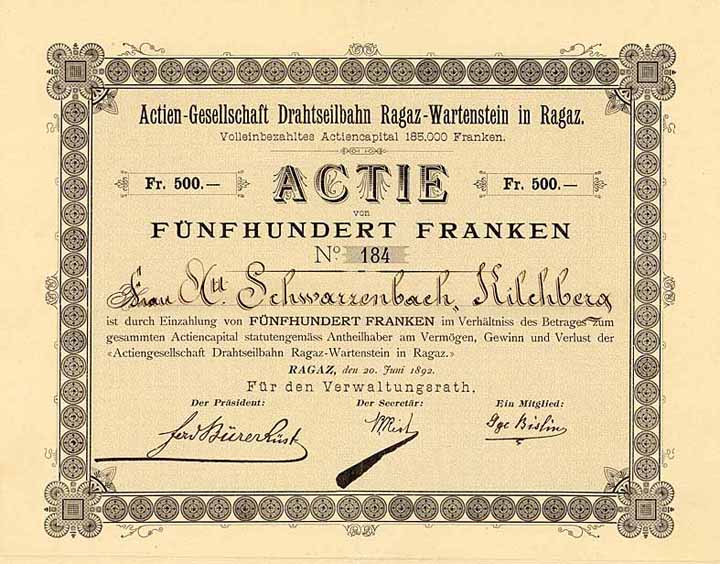 Actien-Gesellschaft Drahtseilbahn Ragaz-Wartenstein in Ragaz.
Volleinbezahltes Actiencapital 185,000 Franken.
Fr. 500.— ACTIE Fr. 500.—
von
FÜNFHUNDERT FRANKEN
No. 184
Frau Schwarzenbach, Kilchberg
ist durch Einzahlung von FÜNFHUNDERT FRANKEN im Verhältniss des Betrages zum
gesammten Actiencapital statutengemäss Antheilhaber am Vermögen, Gewinn und Verlust der
«Actiengesellschaft Drahtseilbahn Ragaz-Wartenstein in Ragaz.»
RAGAZ, den 20. Juni 1892.
Für den Verwaltungsrath,
Der Präsident: Der Secretär: Ein Mitglied: